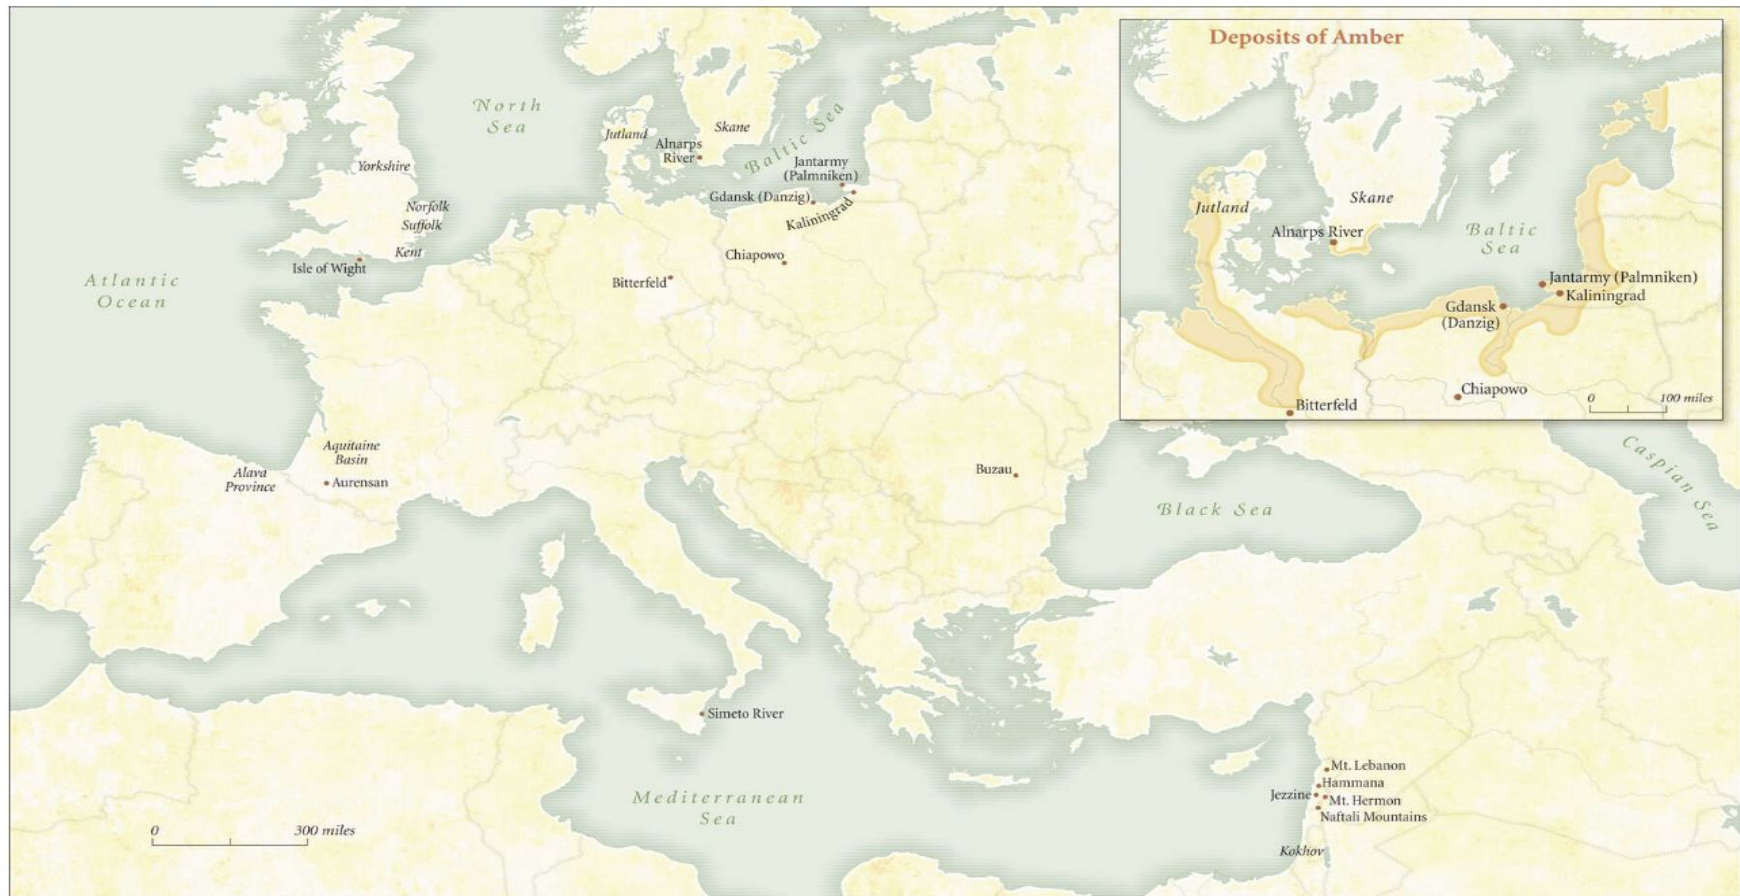 North
Sea
Jutland
Skane
Alnarps
River
Baltic Sea
Jantarmy
(Palmniken)
Gdansk (Danzig)
Kaliningrad
Yorkshire
Norfolk
Suffolk
Kent
Isle of Wight
Chiapowo
Bitterfeld
Atlantic
Ocean
Aquitaine
Basin
Alava
Province
Aurensan
Buzau
Black Sea
Caspian Sea
Simeto River
Mediterranean
Sea
Mt. Lebanon
Hammana
Jezzine
Mt. Hermon
Naftali Mountains
Kokhov
0 300 miles
Deposits of Amber
Jutland
Skane
Alnarps River
Baltic
Sea
Jantarmy (Palmniken)
Kaliningrad
Gdansk
(Danzig)
Chiapowo
Bitterfeld
0 100 miles